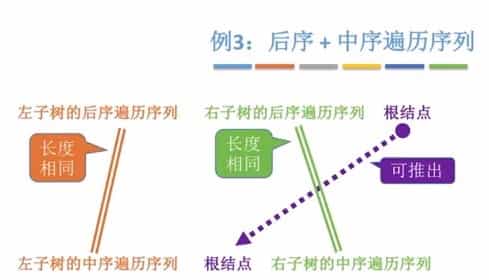 例3：后序 + 中序遍历序列
左子树的后序遍历序列 右子树的后序遍历序列 根结点
长度
相同
长度
相同
可推出
左子树的中序遍历序列 根结点 右子树的中序遍历序列